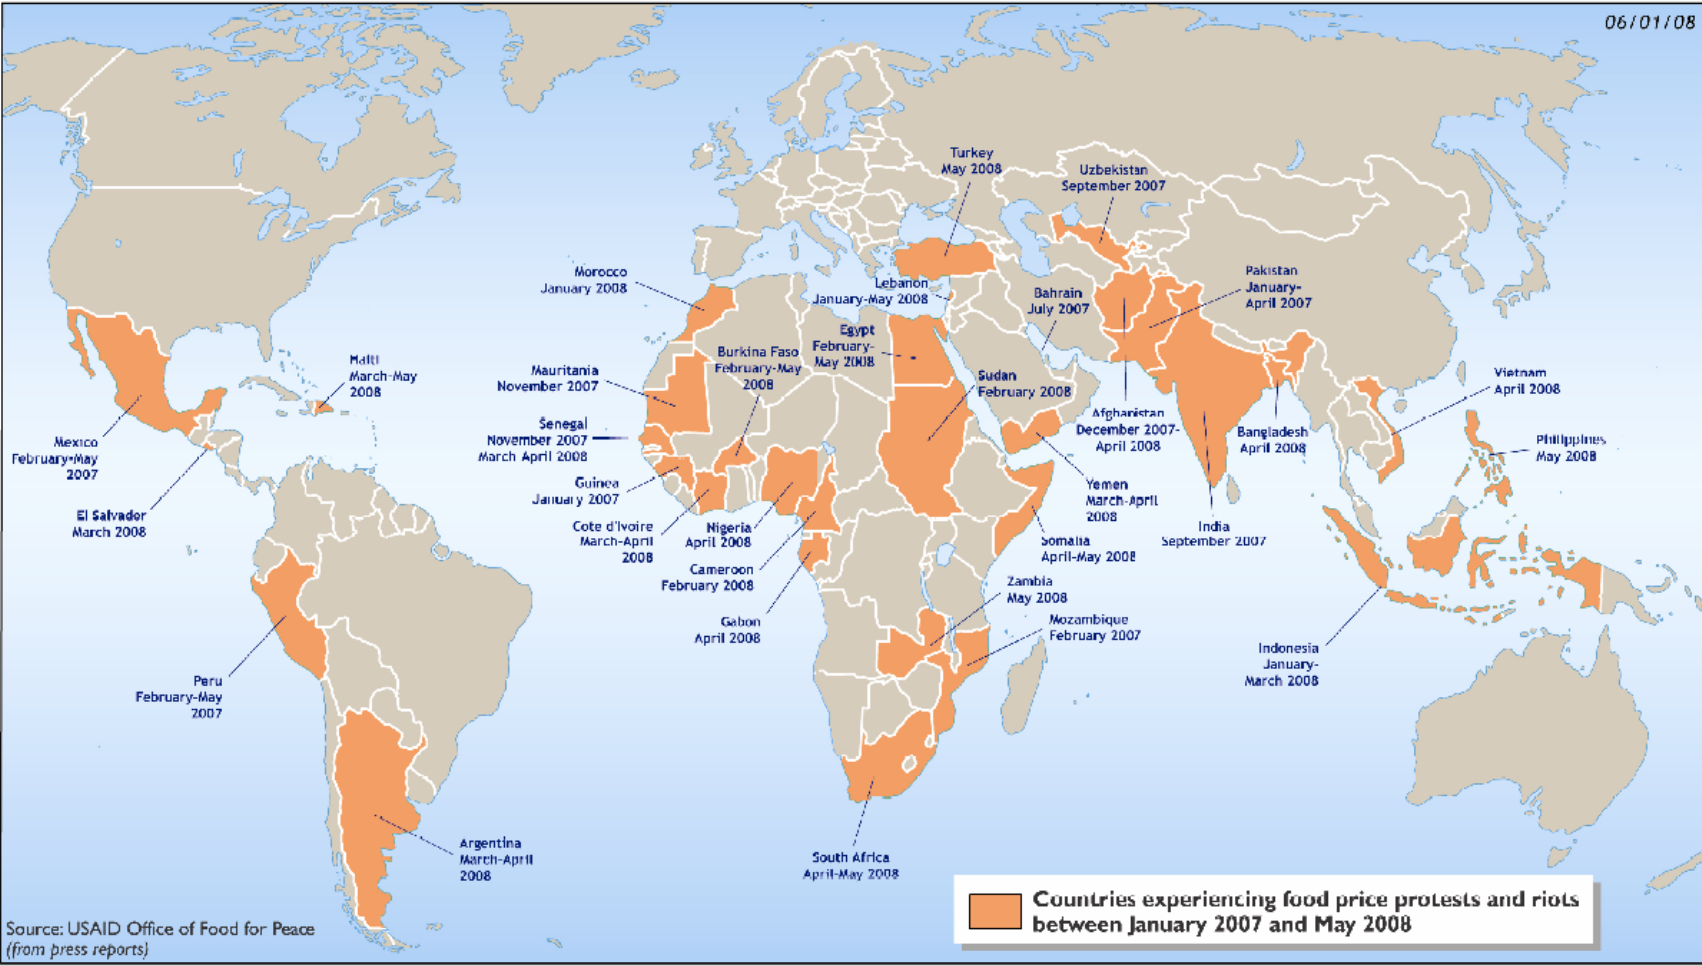 06/01/08
Turkey
May 2008
Uzbekistan
September 2007
Morocco
January 2008
Lebanon
January-May 2008
Bahrain
July 2007
Pakistan
January-
April 2007
Egypt
February-
May 2008
Burkina Faso
February-May
2008
Haiti
March-May
2008
Mauritania
November 2007
Sudan
February 2008
Vietnam
April 2008
Senegal
November 2007
March April 2008
Afghanistan
December 2007-
April 2008
Bangladesh
April 2008
Philippines
May 2008
Mexico
February-May
2007
Guinea
January 2007
Yemen
March-April
2008
El Salvador
March 2008
Cote d'Ivoire
March-April
2008
Nigeria
April 2008
India
September 2007
Somalia
April-May 2008
Cameroon
February 2008
Zambia
May 2008
Gabon
April 2008
Mozambique
February 2007
Indonesia
January-
March 2008
Peru
February-May
2007
Argentina
March-April
2008
South Africa
April-May 2008
Countries experiencing food price protests and riots
between January 2007 and May 2008
Source: USAID Office of Food for Peace
(from press reports)